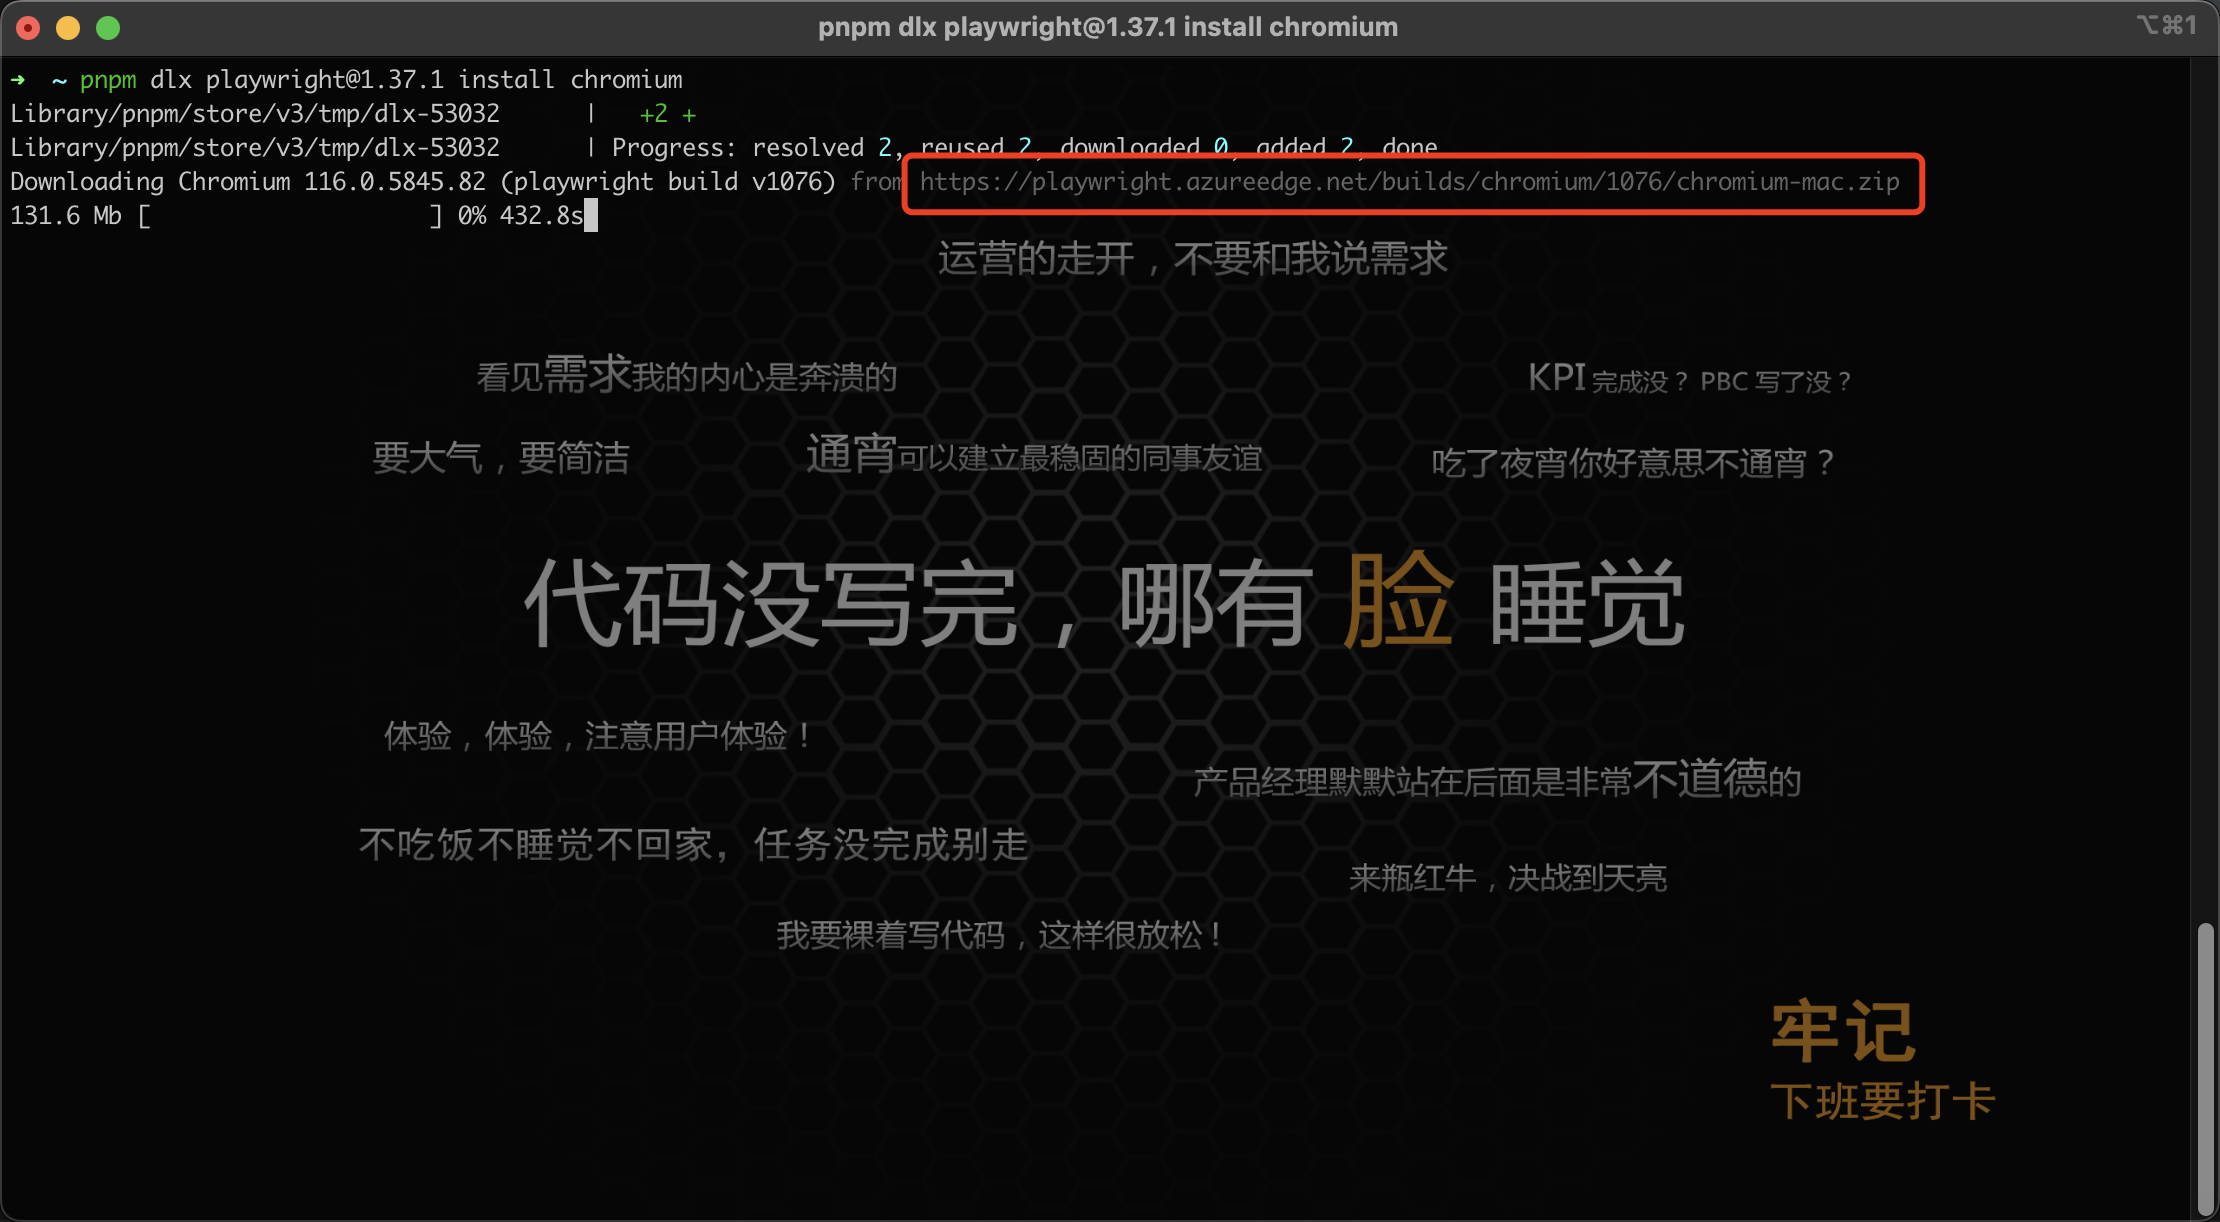 pnpm dlx playwright@1.37.1 install chromium
⌥⌘1
➜ ~ pnpm dlx playwright@1.37.1 install chromium
Library/pnpm/store/v3/tmp/dlx-53032 | +2 +
Library/pnpm/store/v3/tmp/dlx-53032 | Progress: resolved 2, reused 2, downloaded 0, added 2, done
Downloading Chromium 116.0.5845.82 (playwright build v1076) from https://playwright.azureedge.net/builds/chromium/1076/chromium-mac.zip
131.6 Mb [ ] 0% 432.8s
运营的走开，不要和我说需求
看见需求我的内心是奔溃的
KPI 完成没？ PBC 写了没？
要大气，要简洁
通宵可以建立最稳固的同事友谊
吃了夜宵你好意思不通宵？
代码没写完，哪有 脸 睡觉
体验，体验，注意用户体验！
产品经理默默站在后面是非常不道德的
不吃饭不睡觉不回家，任务没完成别走
来瓶红牛，决战到天亮
我要裸着写代码，这样很放松！
牢记
下班要打卡